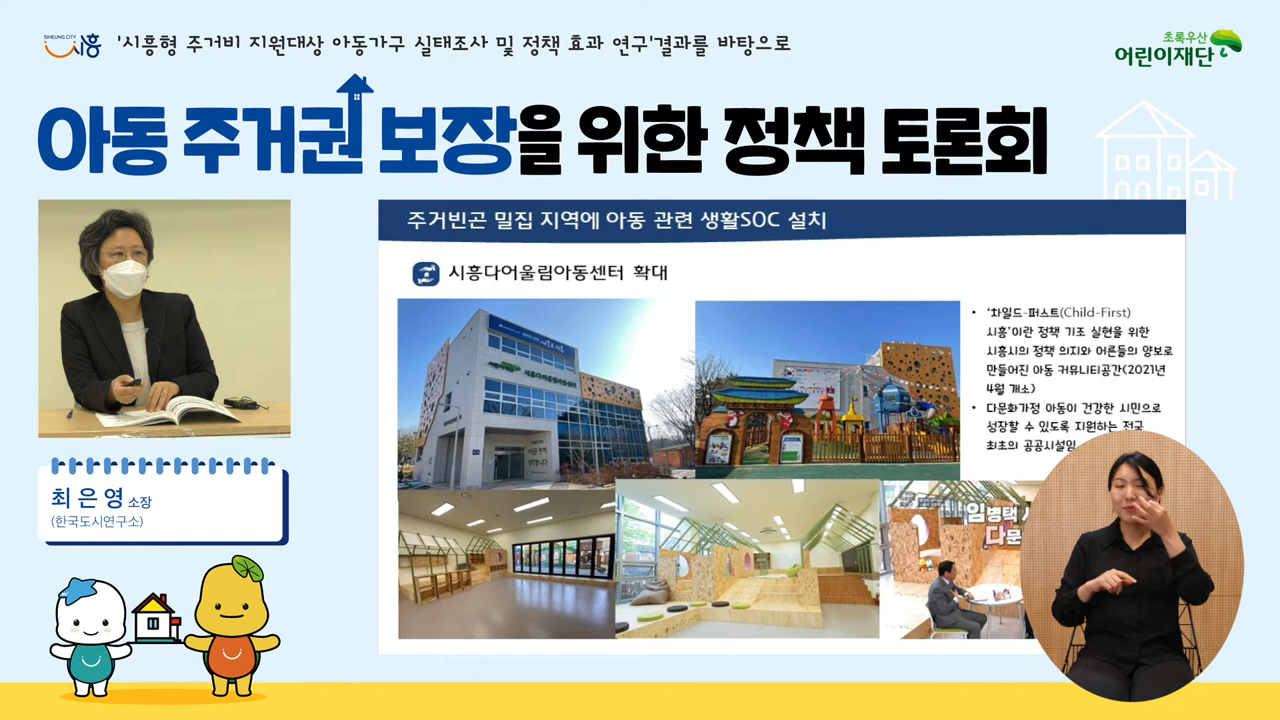 SIHEUNG CITY
시흥
'시흥형 주거비 지원대상 아동가구 실태조사 및 정책 효과 연구'결과를 바탕으로
초록우산
어린이재단
아동 주거권 보장을 위한 정책 토론회
주거빈곤 밀집 지역에 아동 관련 생활SOC 설치
시흥다어울림아동센터 확대
• '차일드-퍼스트(Child-First)
시흥'이란 정책 기조 실현을 위한
시흥시의 정책 의지와 어른들의 양보로
만들어진 아동 커뮤니티공간(2021년
4월 개소)
• 다문화가정 아동이 건강한 시민으로
성장할 수 있도록 지원하는 전국
최초의 공공시설임
임병택 시
다문
최은영 소장
(한국도시연구소)